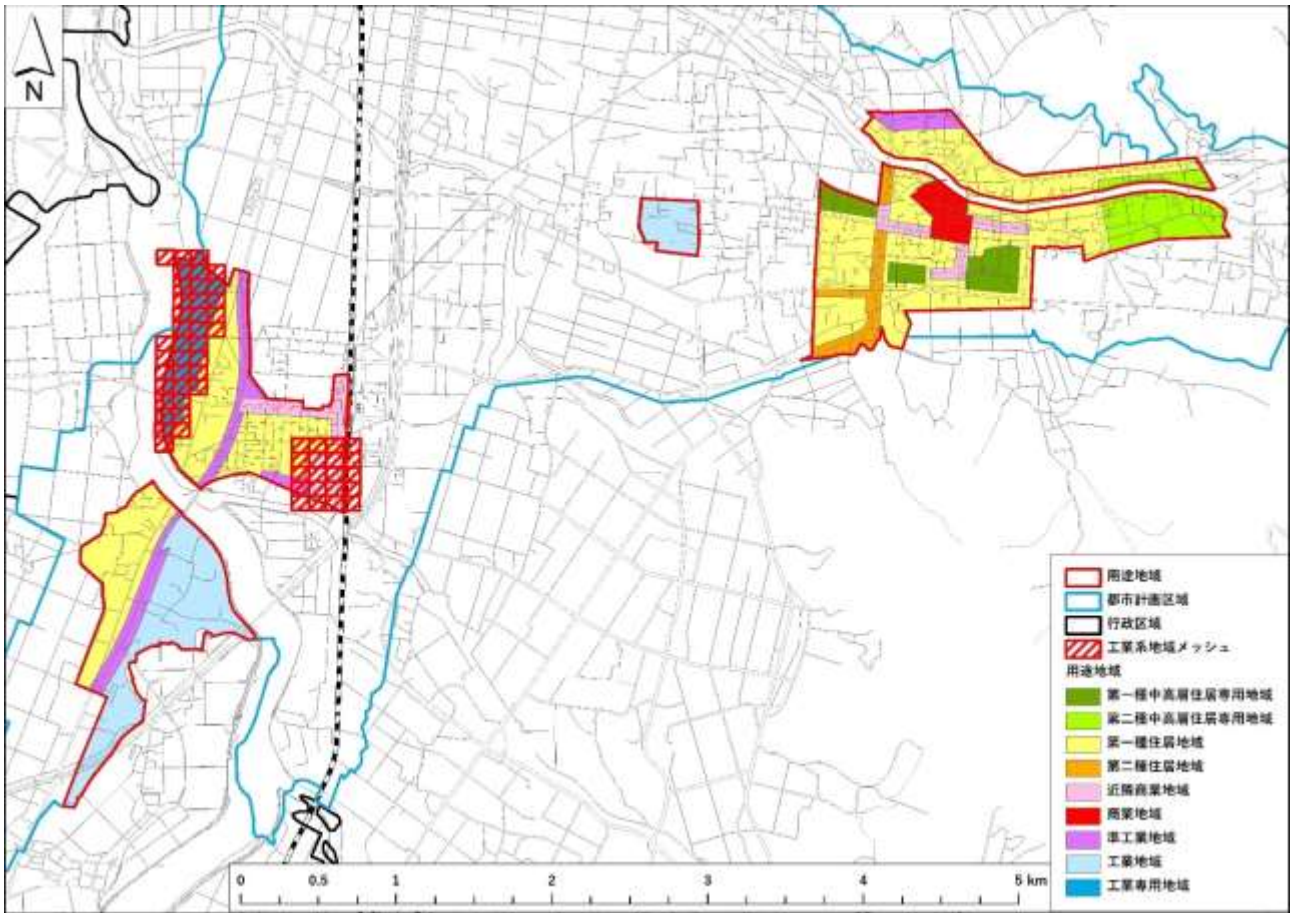 N
用途地域
都市計画区域
行政区域
工業系地域メッシュ
用途地域
第一種中高層住居専用地域
第二種中高層住居専用地域
第一種住居地域
第二種住居地域
近隣商業地域
商業地域
準工業地域
工業地域
工業専用地域
0 0.5 1 2 3 4 5 km